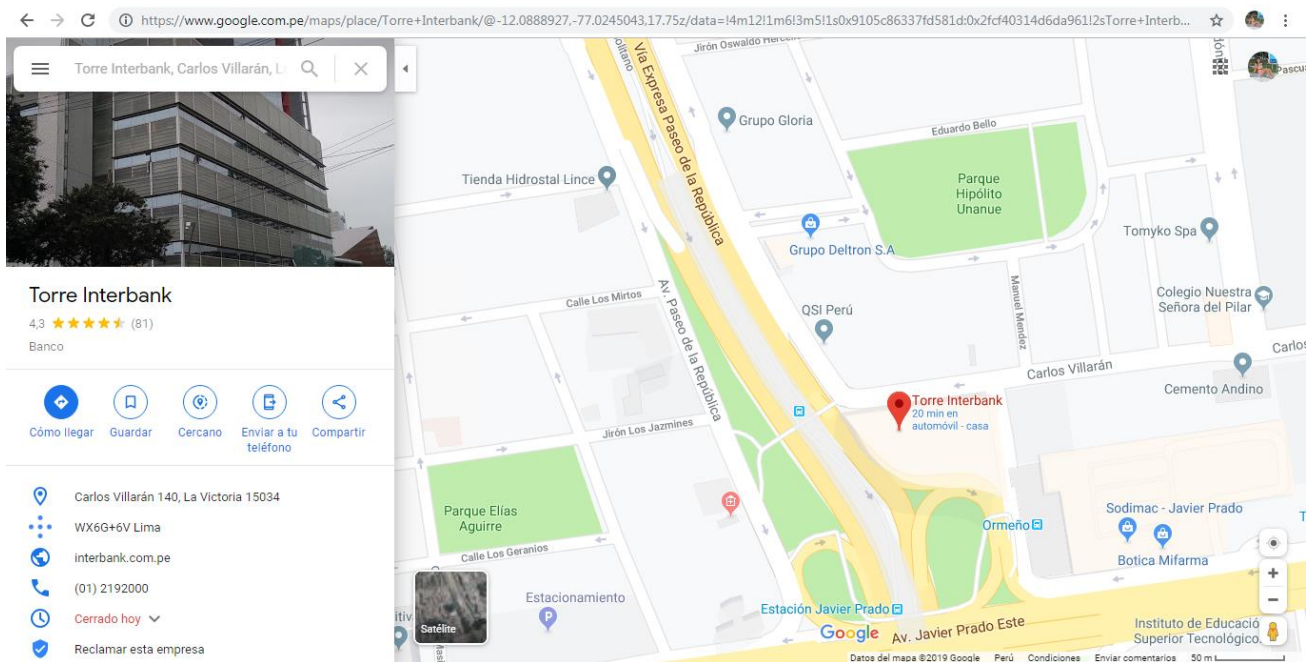 https://www.google.com.pe/maps/place/Torre+Interbank/@-12.0888927,-77.0245043,17.75z/data=!4m12!1m6!3m5!1s0x9105c86337fd581d:0x2fcf40314d6da961!2sTorre+Interb...
Torre Interbank, Carlos Villarán, L
Torre Interbank
4,3 (81)
Banco
Cómo llegar
Guardar
Cercano
Enviar a tu
teléfono
Compartir
Carlos Villarán 140, La Victoria 15034
WX6G+6V Lima
interbank.com.pe
(01) 2192000
Cerrado hoy
Reclamar esta empresa
Vía Expresa Paseo de la República
Grupo Gloria
Eduardo Bello
Tienda Hidrostal Lince
Parque
Hipólito
Unanue
Tomyko Spa
Grupo Deltron S.A
Manuel Mendez
Colegio Nuestra
Señora del Pilar
Calle Los Mirtos
Av. Paseo de la República
QSI Perú
Carlos
Carlos Villarán
Cemento Andino
Torre Interbank
20 min en
automóvil - casa
Jirón Los Jazmines
Parque Elías
Aguirre
Ormeño
Sodimac - Javier Prado
Botica Mifarma
Calle Los Geranios
Estacionamiento
P
Satélite
Estación Javier Prado
Google
Av. Javier Prado Este
Instituto de Educació
Superior Tecnológico.
Datos del mapa ©2019 Google Perú Condiciones Enviar comentarios 50 m